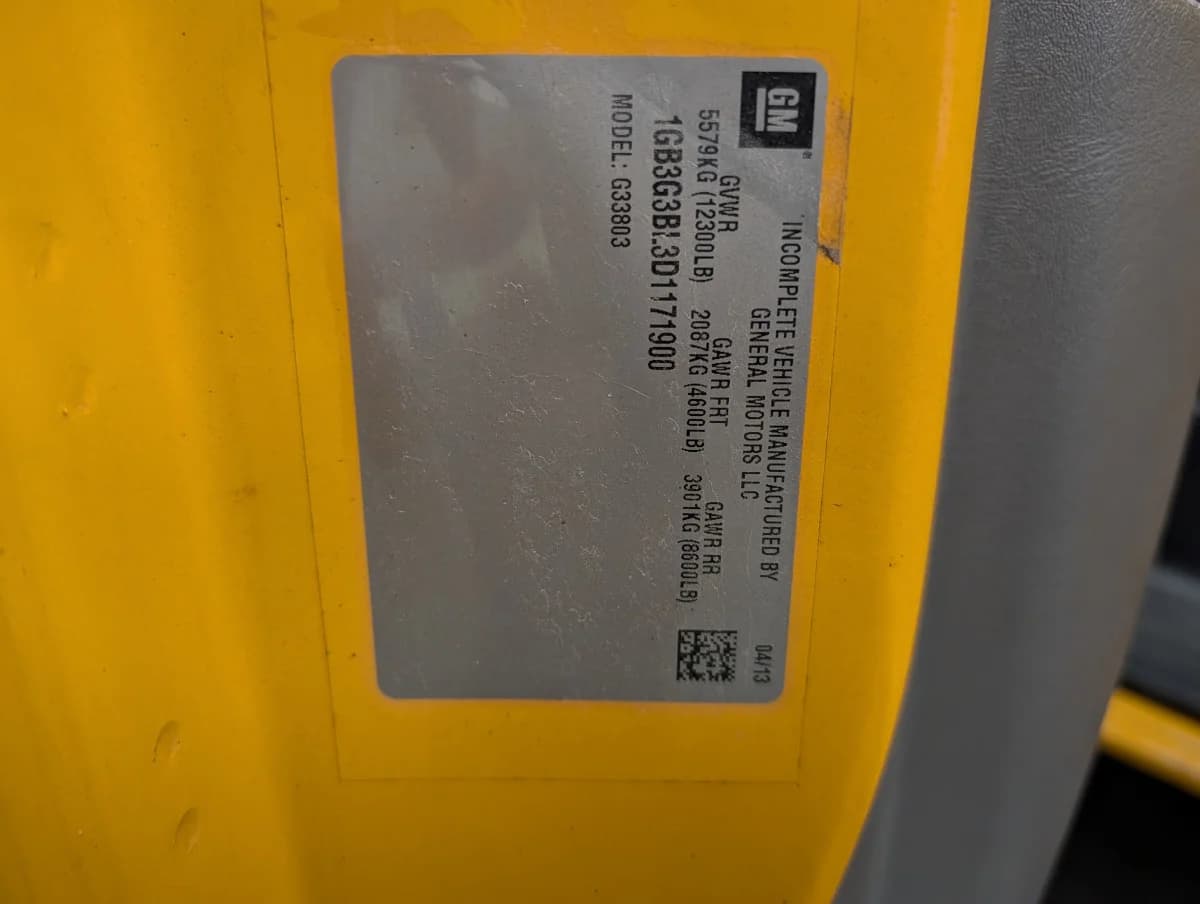 GM
INCOMPLETE VEHICLE MANUFACTURED BY
GENERAL MOTORS LLC
04/13
GVWR GAWR FRT GAWR RR
5579KG (12300LB) 2087KG (4600LB) 3901KG (8600LB)
1GB3G3BL3D1171900
MODEL: G33803